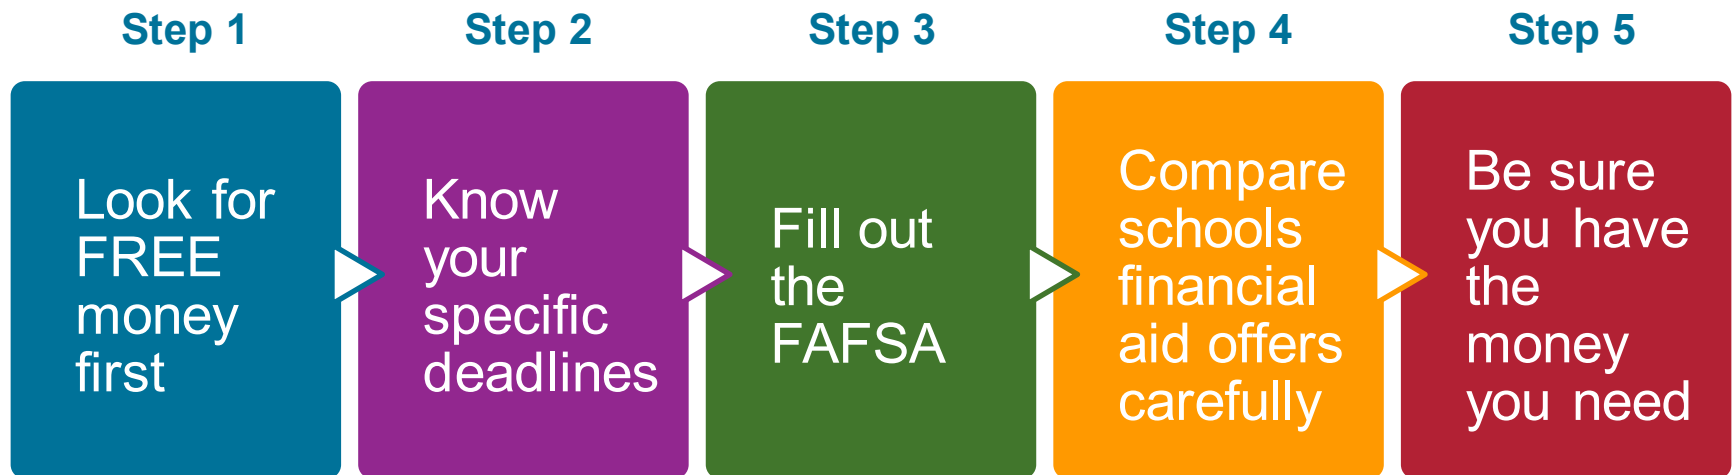 Step 1
Look for
FREE
money
first
Step 2
Know
your
specific
deadlines
Step 3
Fill out
the
FAFSA
Step 4
Compare
schools
financial
aid offers
carefully
Step 5
Be sure
you have
the
money
you need